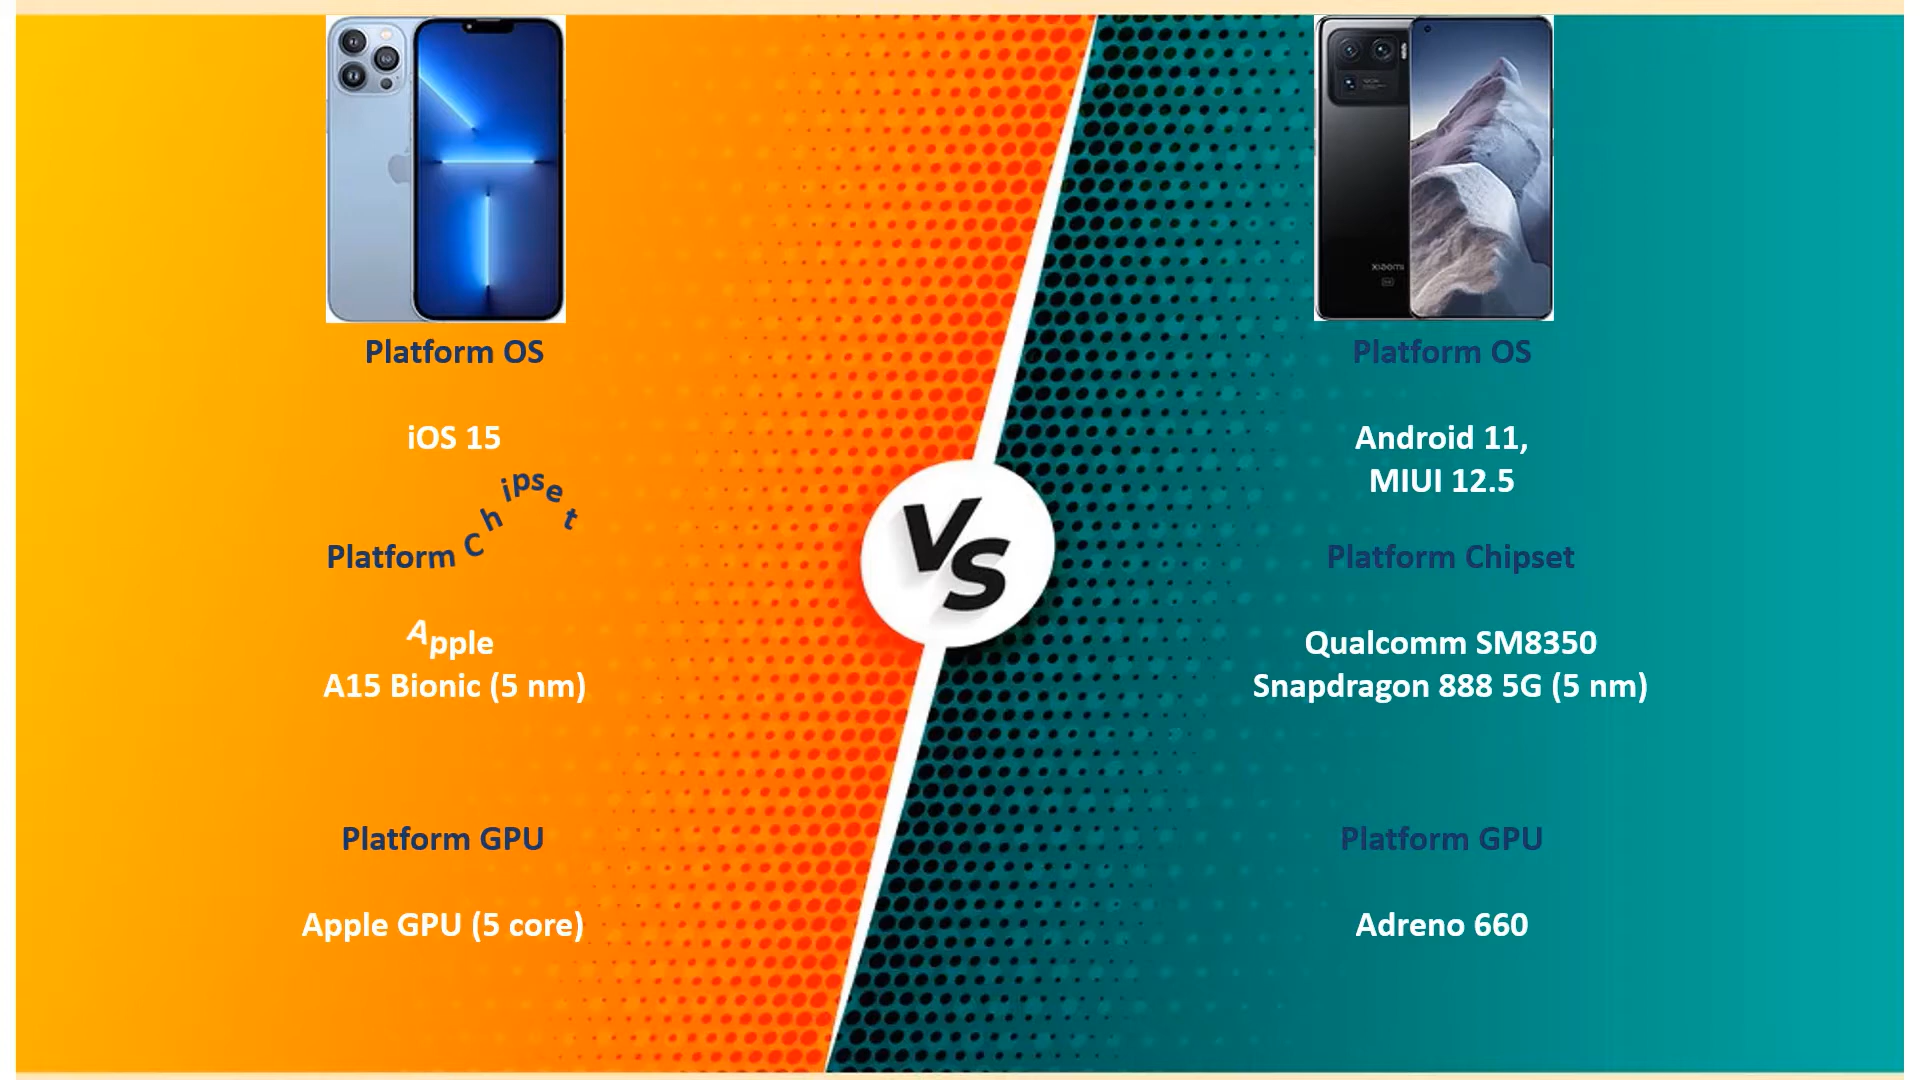 Platform OS
iOS 15
Platform Chipset
Apple
A15 Bionic (5 nm)
Platform GPU
Apple GPU (5 core)
VS
xiaomi
Platform OS
Android 11,
MIUI 12.5
Platform Chipset
Qualcomm SM8350
Snapdragon 888 5G (5 nm)
Platform GPU
Adreno 660